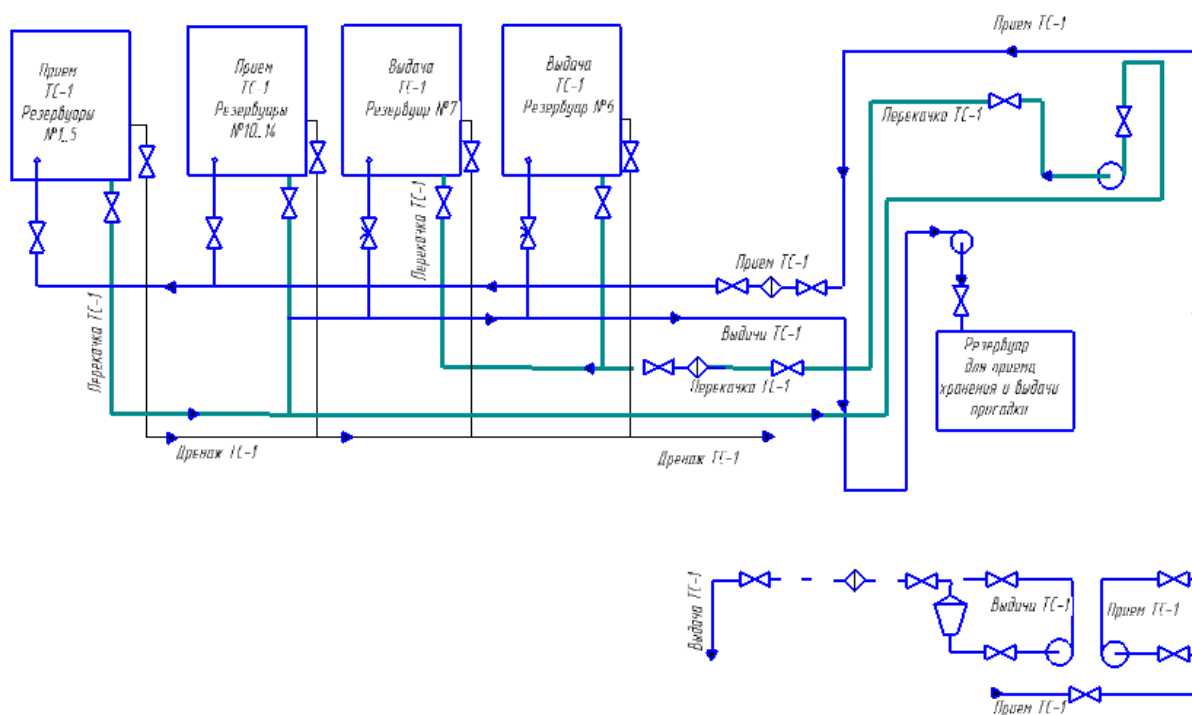 Прием ТС-1
Прием
ТС-1
Резервуары
№1...5
Прием
ТС-1
Резервуары
№10...14
Выдача
ТС-1
Резервуар №7
Выдача
ТС-1
Резервуар №6
Перекачка ТС-1
Перекачка ТС-1
Прием ТС-1
Перекачка ТС-1
Выдачи ТС-1
Перекачка ТС-1
Резервуар
для приема
хранения и выдачи
присадки
Дренаж ТС-1
Дренаж ТС-1
Выдача ТС-1
Выдачи ТС-1
Прием ТС-1
Прием ТС-1